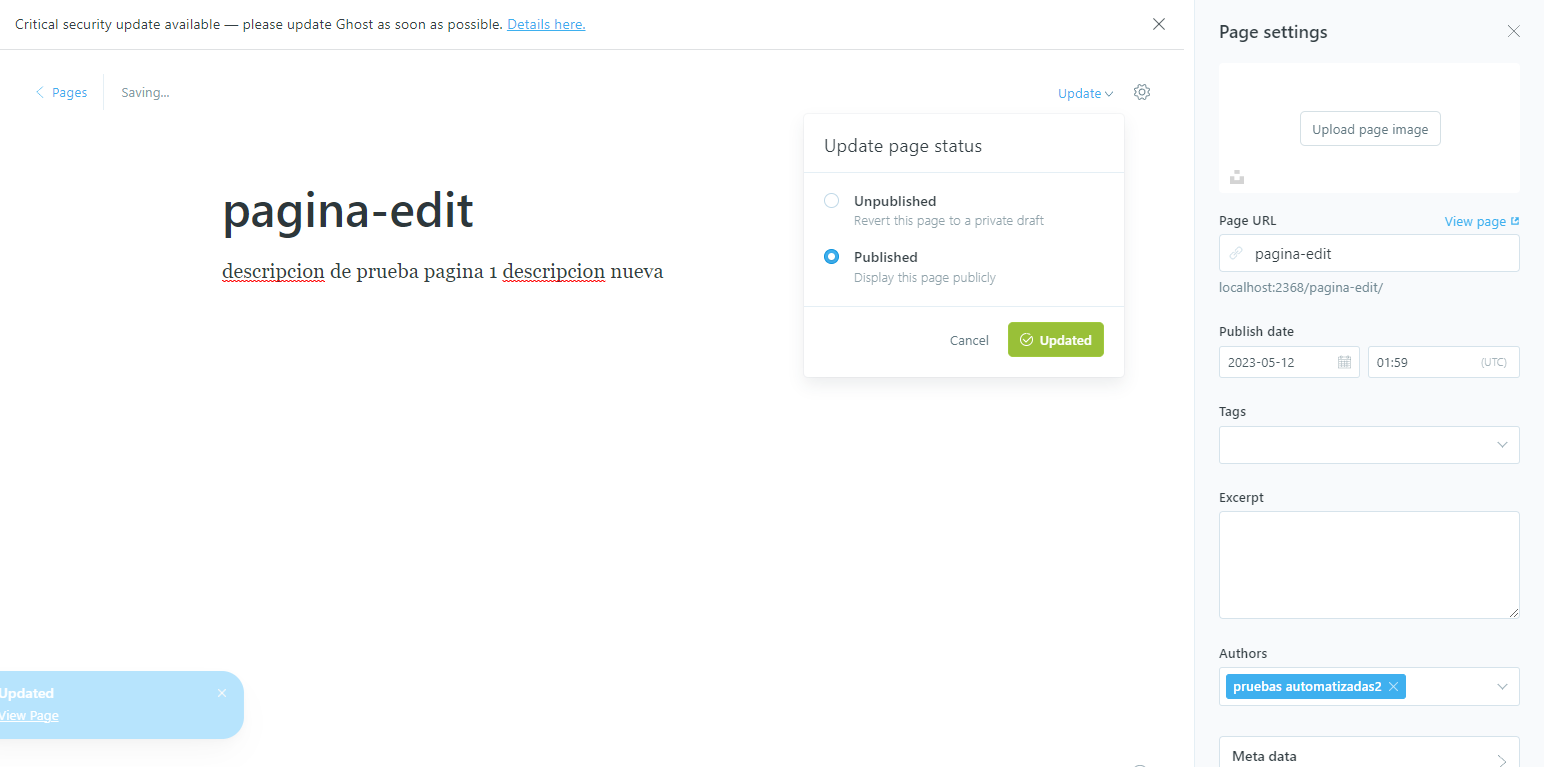 Critical security update available — please update Ghost as soon as possible. Details here.
Pages
Saving...
Update
Update page status
Unpublished
Revert this page to a private draft
Published
Display this page publicly
Cancel
Updated
pagina-edit
descripcion de prueba pagina 1 descripcion nueva
Updated
View Page
Page settings
Upload page image
Page URL
View page
pagina-edit
localhost:2368/pagina-edit/
Publish date
2023-05-12
01:59 (UTC)
Tags
Excerpt
Authors
pruebas automatizadas2
Meta data